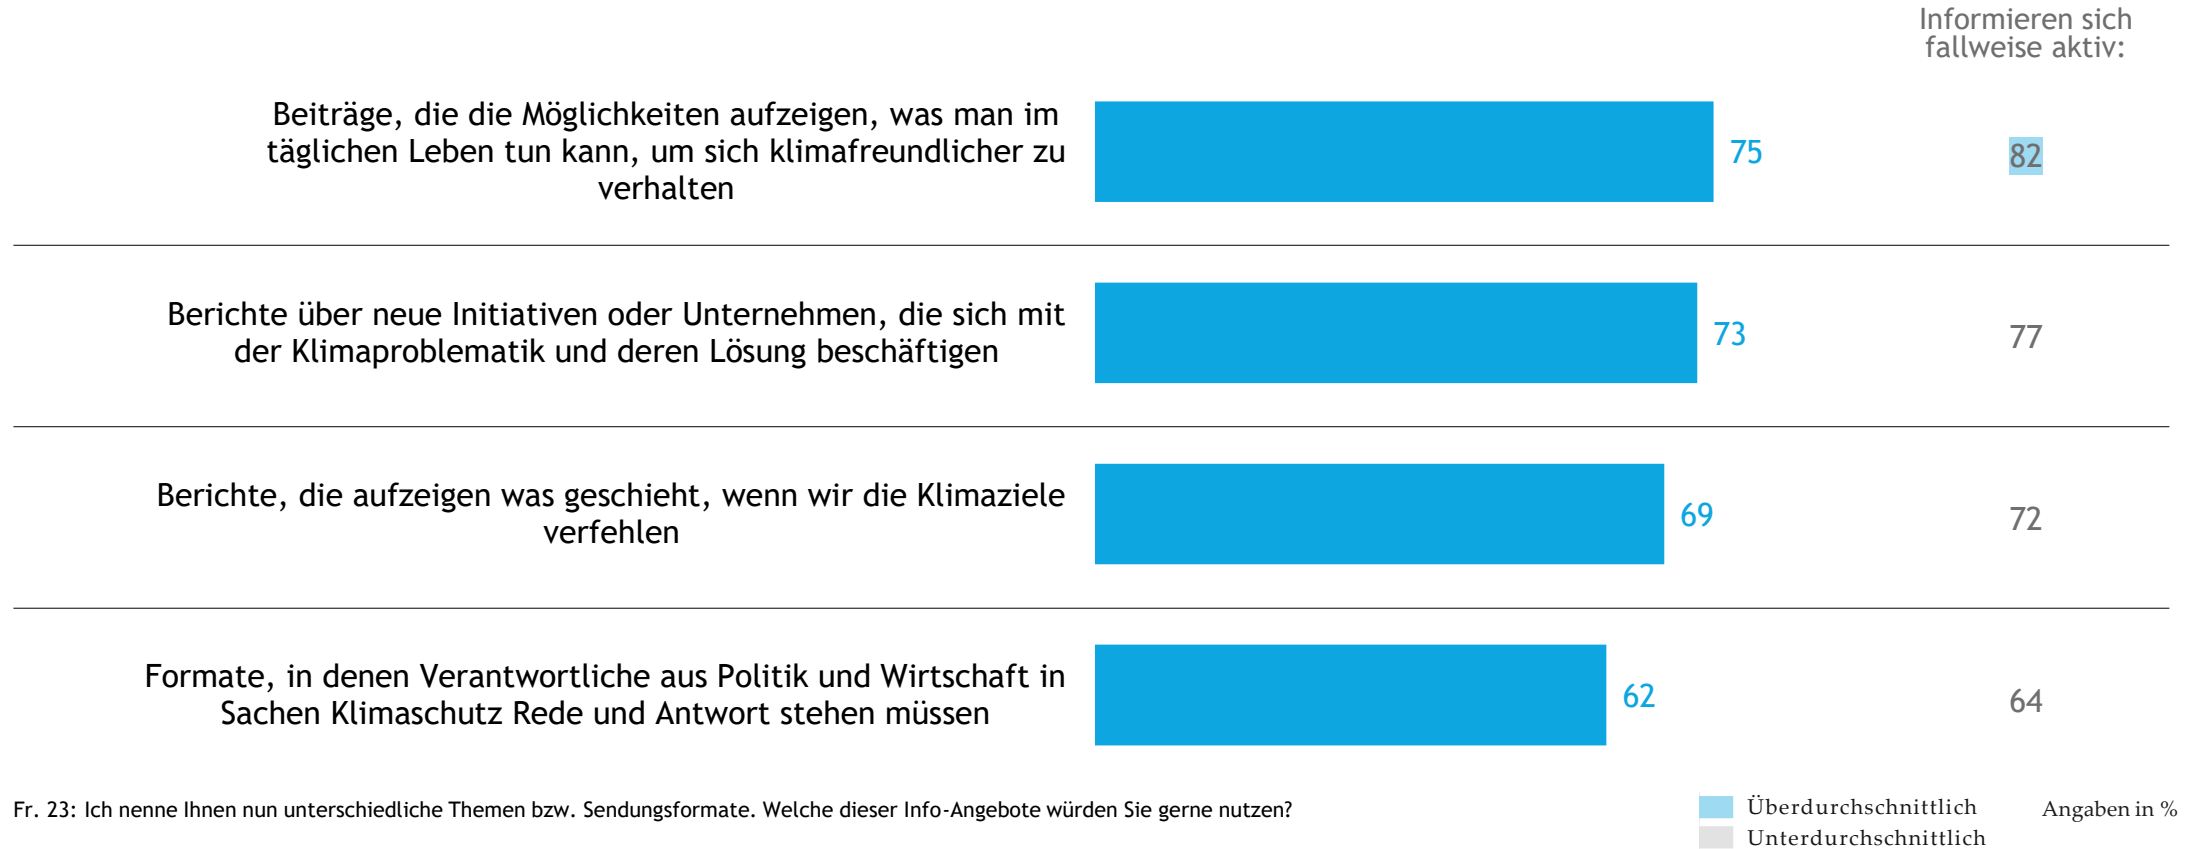 Informieren sich
fallweise aktiv:
Beiträge, die die Möglichkeiten aufzeigen, was man im
täglichen Leben tun kann, um sich klimafreundlicher zu
verhalten
75
82
Berichte über neue Initiativen oder Unternehmen, die sich mit
der Klimaproblematik und deren Lösung beschäftigen
73
77
Berichte, die aufzeigen was geschieht, wenn wir die Klimaziele
verfehlen
69
72
Formate, in denen Verantwortliche aus Politik und Wirtschaft in
Sachen Klimaschutz Rede und Antwort stehen müssen
62
64
Fr. 23: Ich nenne Ihnen nun unterschiedliche Themen bzw. Sendungsformate. Welche dieser Info-Angebote würden Sie gerne nutzen?
Überdurchschnittlich
Unterdurchschnittlich
Angaben in %